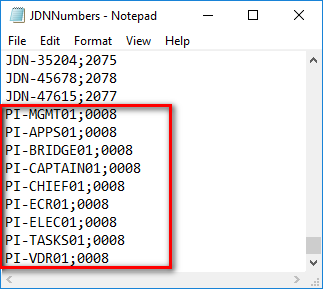 JDNNumbers - Notepad
File Edit Format View Help
JDN-35204;2075
JDN-45678;2078
JDN-47615;2077
PI-MGMT01;0008
PI-APPS01;0008
PI-BRIDGE01;0008
PI-CAPTAIN01;0008
PI-CHIEF01;0008
PI-ECR01;0008
PI-ELEC01;0008
PI-TASKS01;0008
PI-VDR01;0008